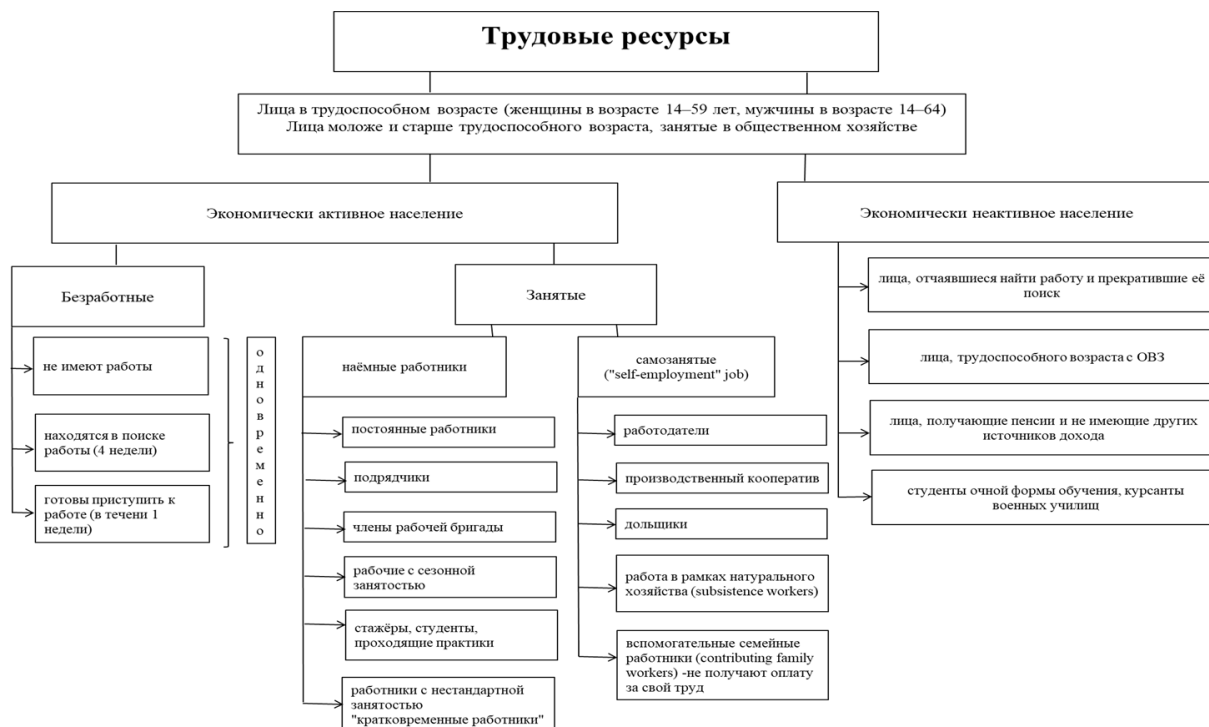 Трудовые ресурсы
Лица в трудоспособном возрасте (женщины в возрасте 14–59 лет, мужчины в возрасте 14–64)
Лица моложе и старше трудоспособного возраста, занятые в общественном хозяйстве
Экономически активное население
Экономически неактивное население
Безработные
Занятые
не имеют работы
находятся в поиске
работы (4 недели)
готовы приступить к
работе (в течени 1
недели)
одновременно
наёмные работники
постоянные работники
подрядчики
члены рабочей бригады
рабочие с сезонной
занятостью
стажёры, студенты,
проходящие практики
работники с нестандартной
занятостью
"кратковременные работники"
самозанятые
("self-employment" job)
работодатели
производственный кооператив
дольщики
работа в рамках натурального
хозяйства (subsistence workers)
вспомогательные семейные
работники (contributing family
workers) -не получают оплату
за свой труд
лица, отчаявшиеся найти работу и прекратившие её
поиск
лица, трудоспособного возраста с ОВЗ
лица, получающие пенсии и не имеющие других
источников дохода
студенты очной формы обучения, курсанты
военных училищ